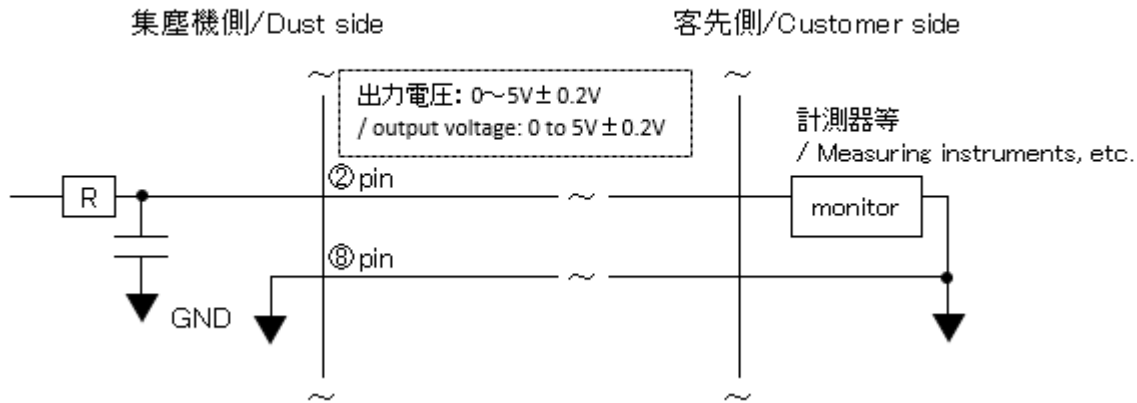 集塵機側/Dust side
客先側/Customer side
出力電圧: 0～5V±0.2V
/ output voltage: 0 to 5V±0.2V
計測器等
/ Measuring instruments, etc.
②pin
R
monitor
⑧pin
GND